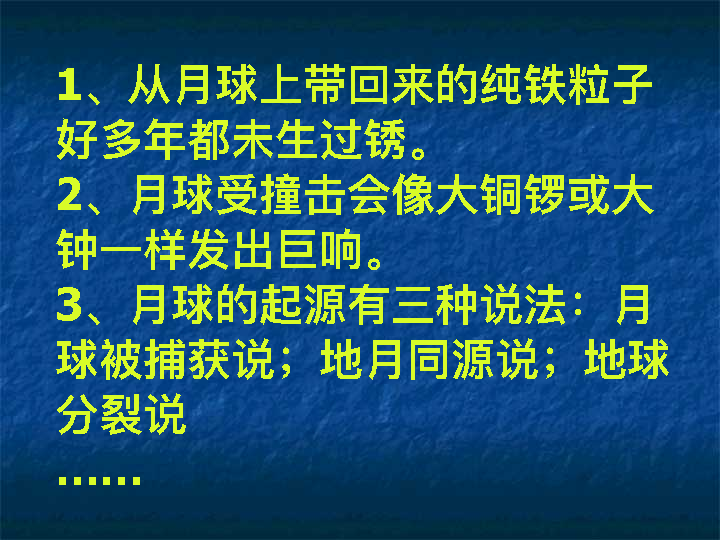 1、从月球上带回来的纯铁粒子
好多年都未生过锈。
2、月球受撞击会像大铜锣或大
钟一样发出巨响。
3、月球的起源有三种说法：月
球被捕获说；地月同源说；地球
分裂说
……